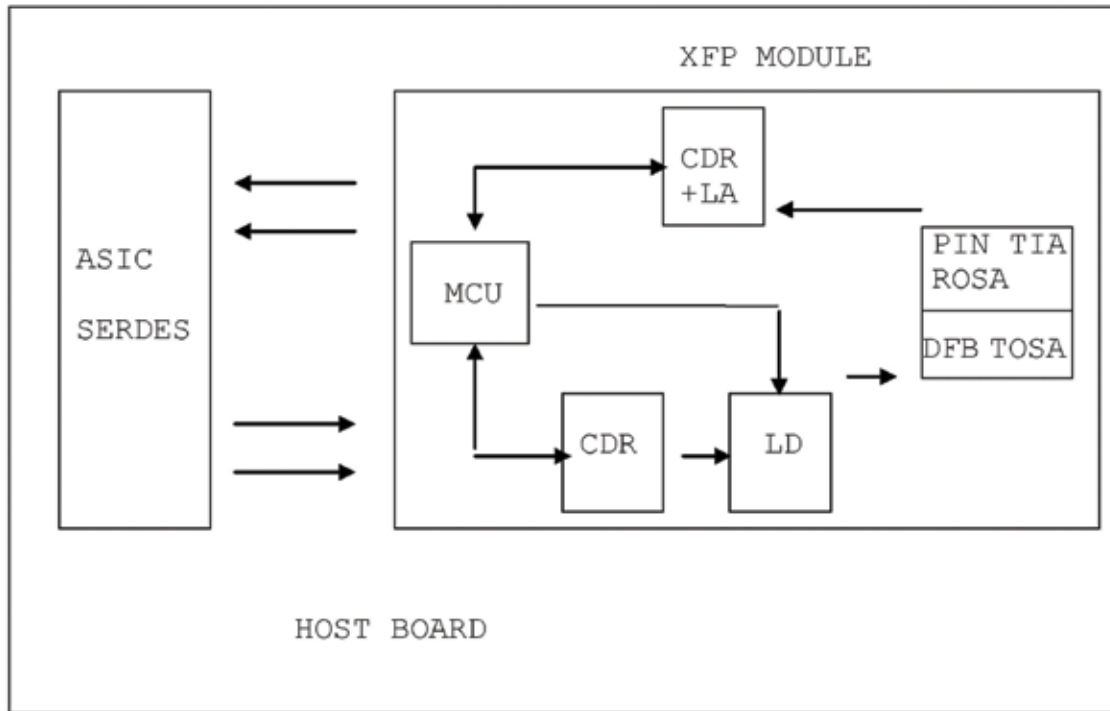 XFP MODULE
CDR
+LA
PIN TIA
ROSA
ASIC
SERDES
MCU
DFB TOSA
CDR
LD
HOST BOARD